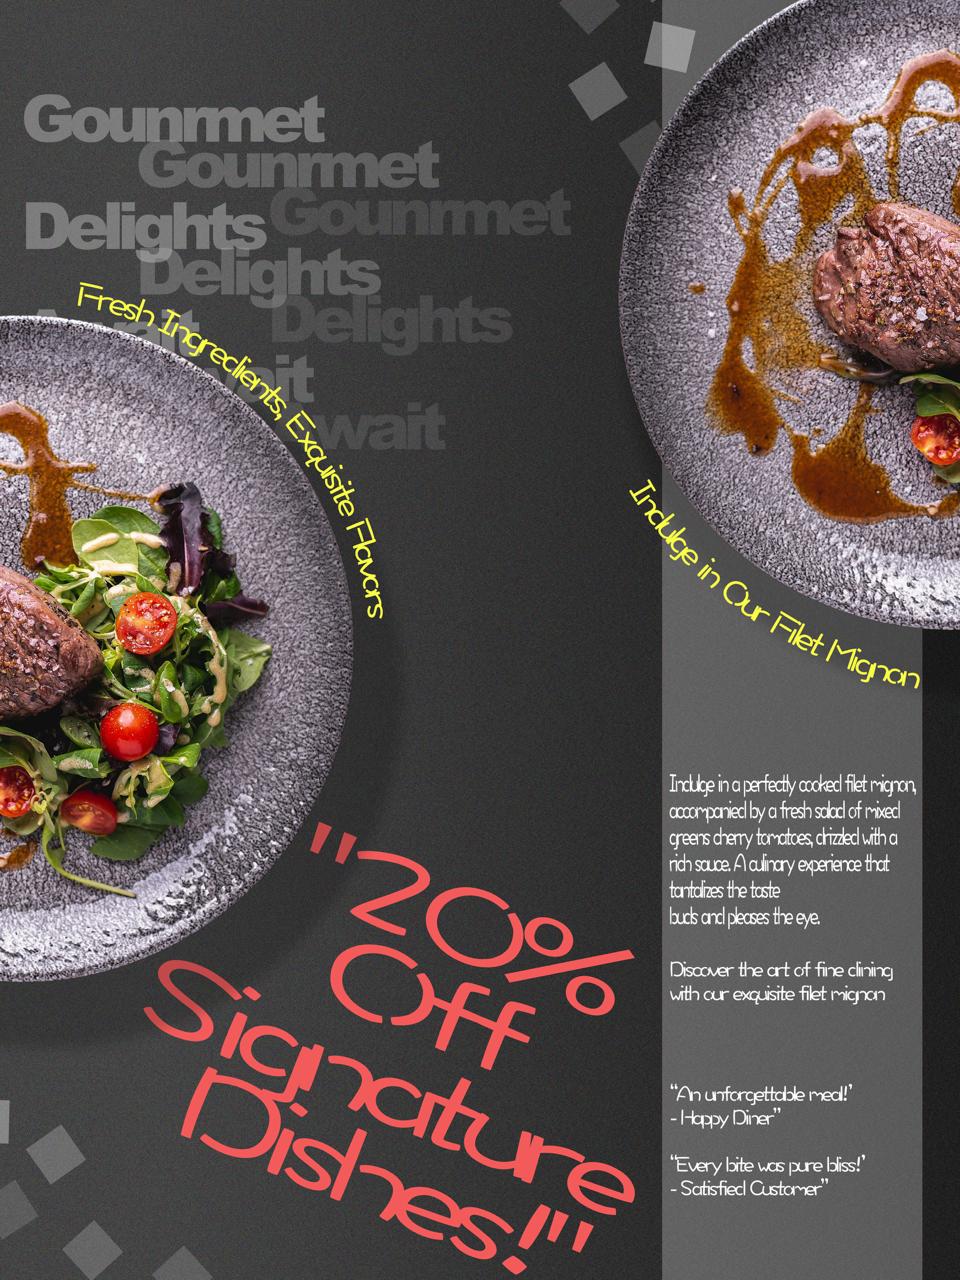 Gounrmet
Gounrmet
Gounrmet
Delights
Delights
Delights
Await
wait
wait
Fresh Ingredients, Exquisite Flavors
Indulge in Our Filet Mignon
"20%
Off
Signature
Dishes!"
Indulge in a perfectly cooked filet mignon,
accompanied by a fresh salad of mixed
greens cherry tomatoes, drizzled with a
rich sauce. A culinary experience that
tantalizes the taste
buds and pleases the eye.
Discover the art of fine dining
with our exquisite filet mignon
“An unforgettable meal!’
- Happy Diner”
“Every bite was pure bliss!’
- Satisfied Customer”